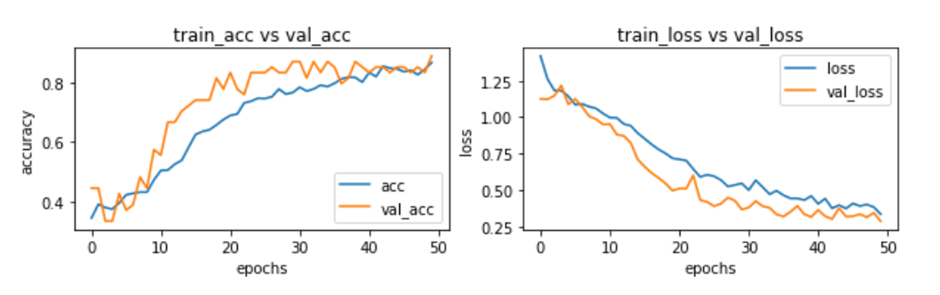 train_acc vs val_acc
0.8
0.6
0.4
accuracy
acc
val_acc
0 10 20 30 40 50
epochs
train_loss vs val_loss
1.25
1.00
0.75
0.50
0.25
loss
loss
val_loss
0 10 20 30 40 50
epochs